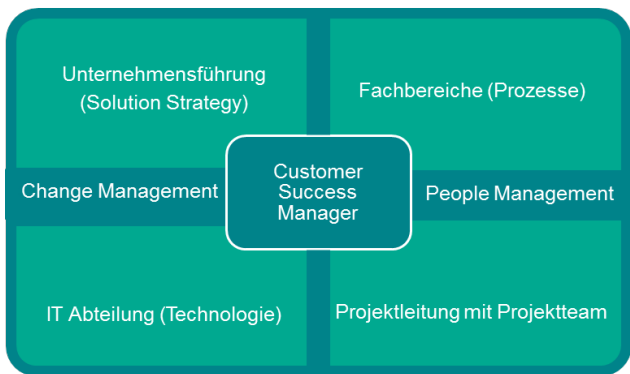 Unternehmensführung
(Solution Strategy)
Fachbereiche (Prozesse)
Change Management
Customer
Success
Manager
People Management
IT Abteilung (Technologie)
Projektleitung mit Projektteam